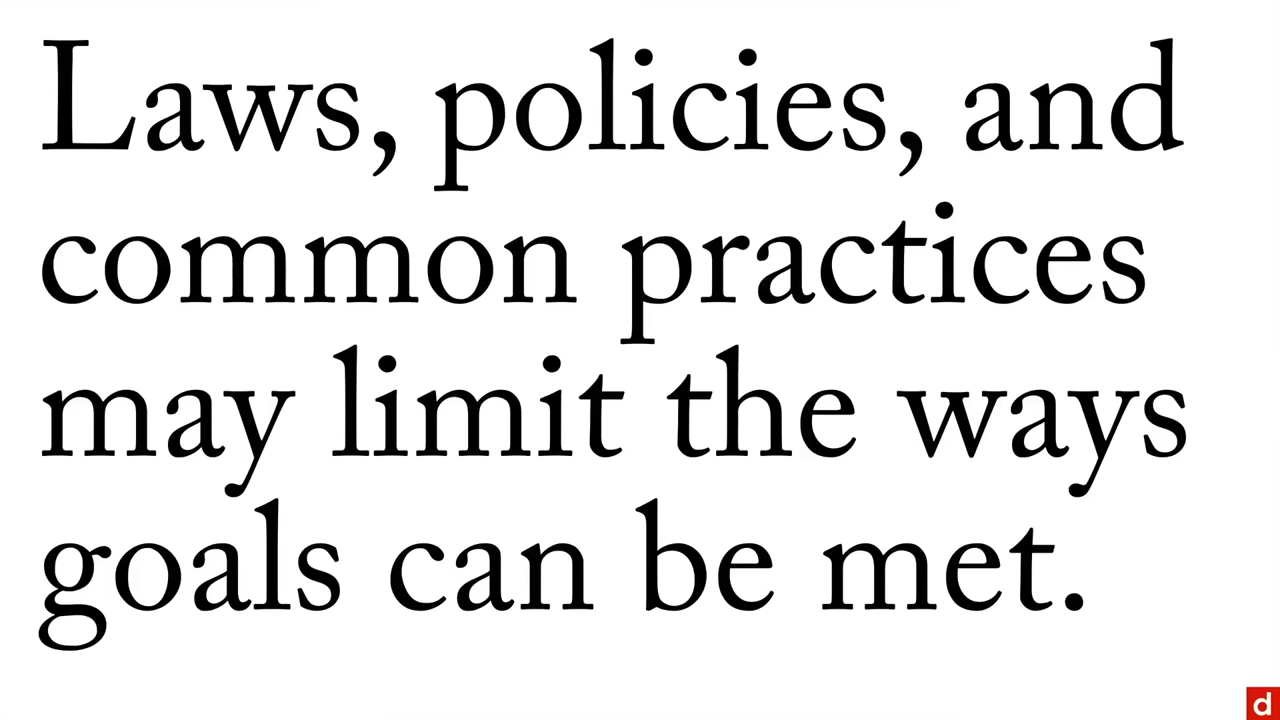 Laws, policies, and
common practices
may limit the ways
goals can be met.
d